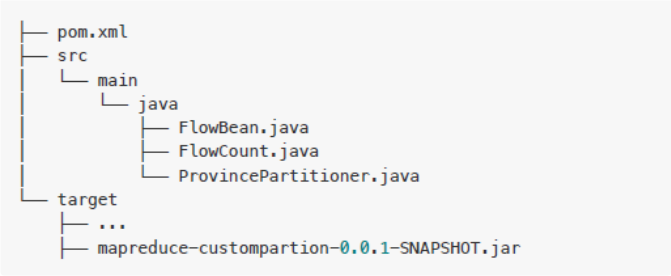 ├── pom.xml
├── src
│   └── main
│       └── java
│           ├── FlowBean.java
│           ├── FlowCount.java
│           └── ProvincePartitioner.java
└── target
    ├── ...
    ├── mapreduce-custompartion-0.0.1-SNAPSHOT.jar